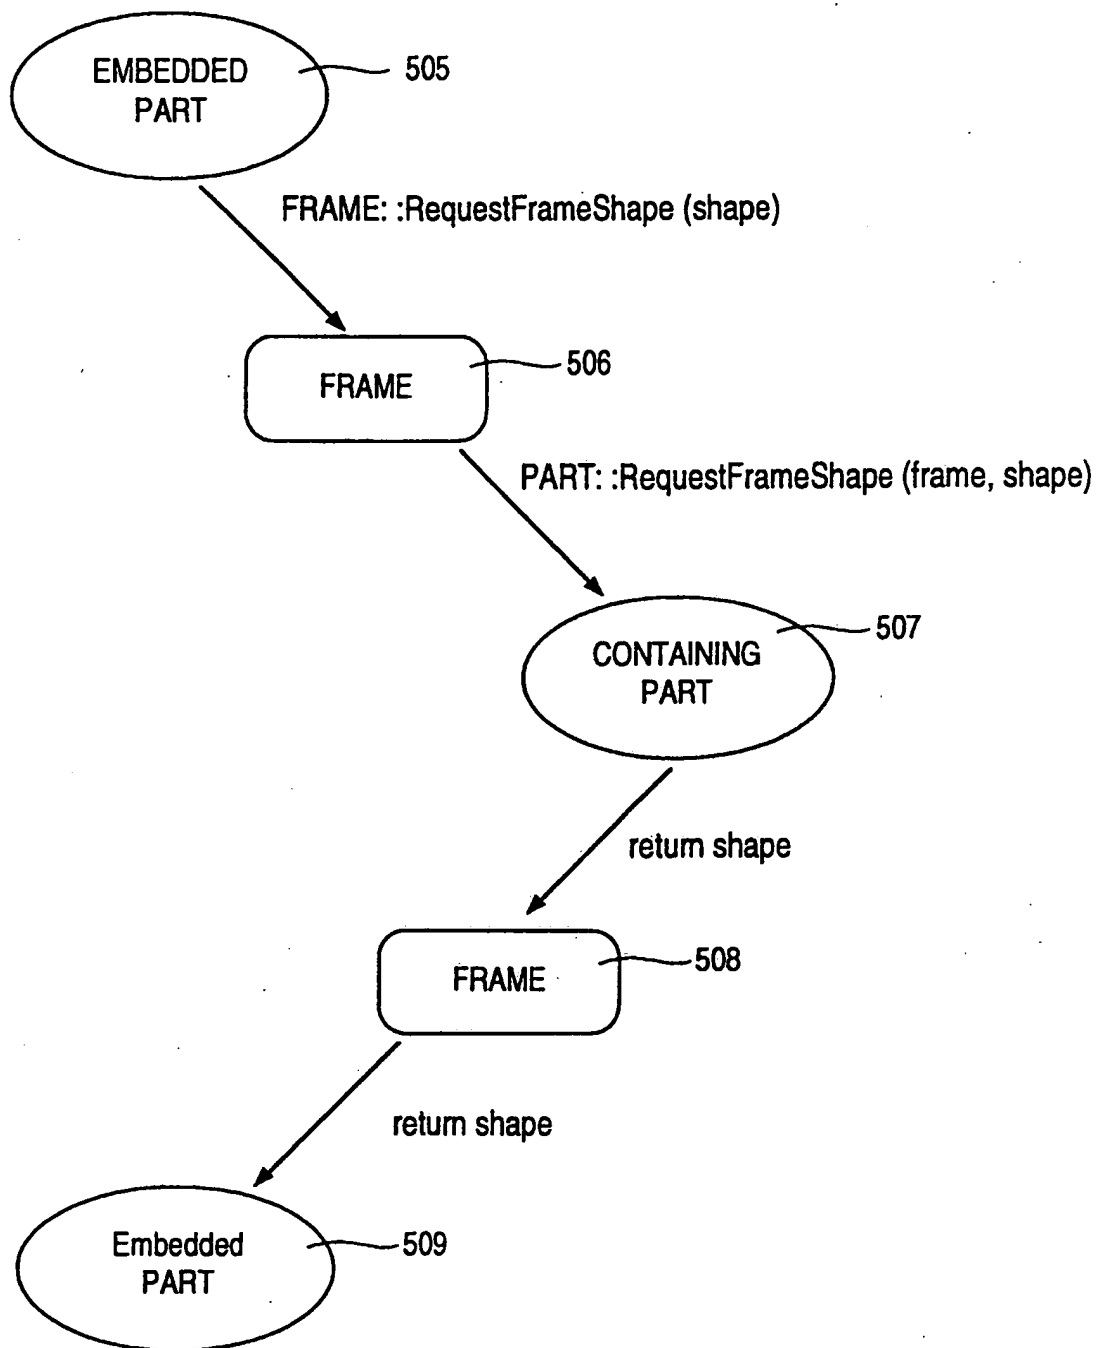 EMBEDDED
PART
505
FRAME: :RequestFrameShape (shape)
FRAME
506
PART: :RequestFrameShape (frame, shape)
CONTAINING
PART
507
return shape
FRAME
508
return shape
Embedded
PART
509